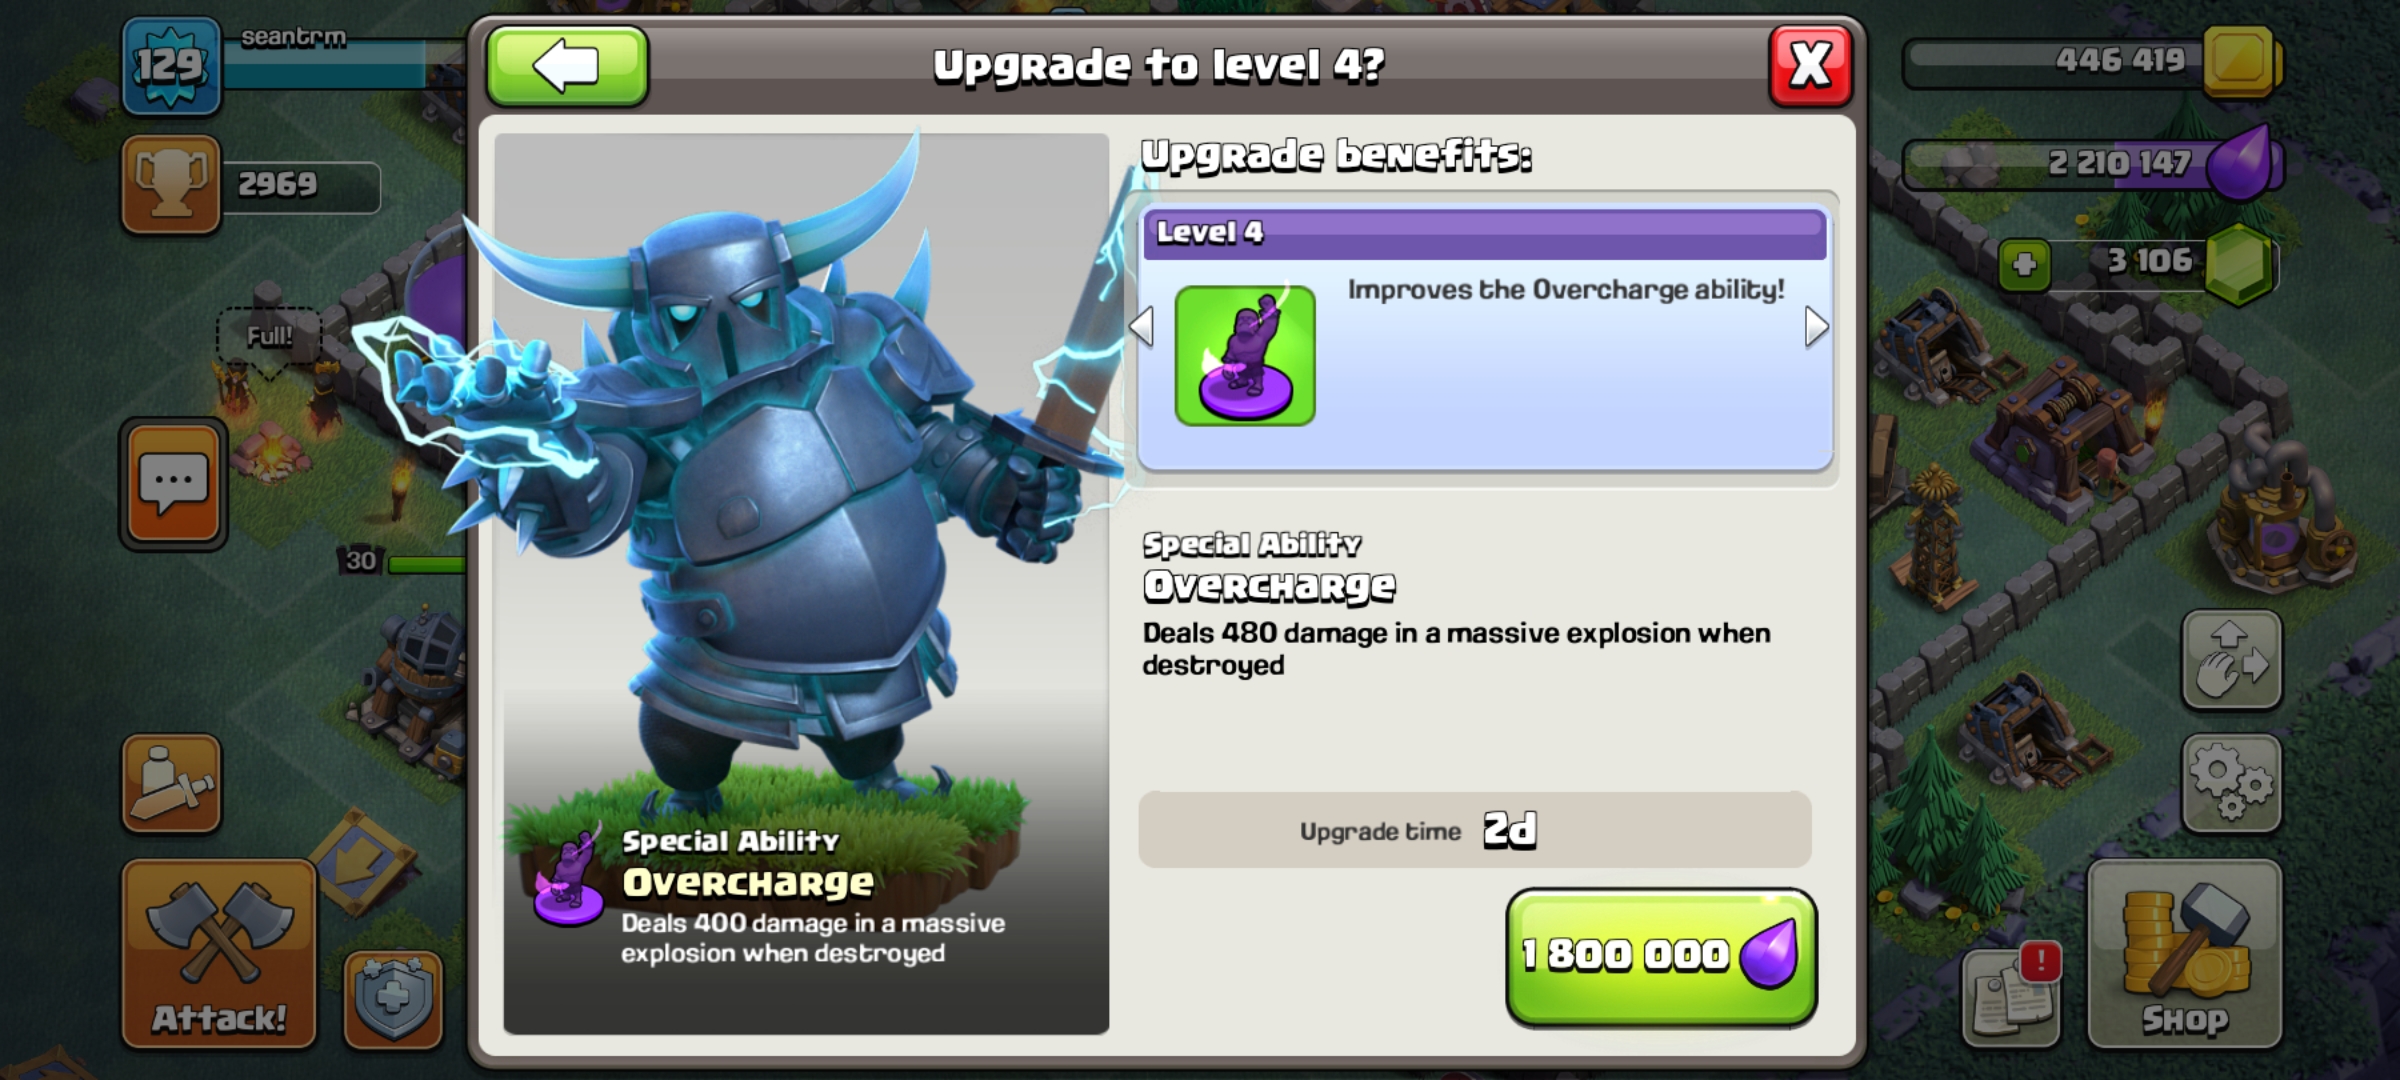 129
seantrm
2969
Full!
30
Attack!
Upgrade to level 4?
X
Special Ability
Overcharge
Deals 400 damage in a massive
explosion when destroyed
Upgrade benefits:
Level 4
Improves the Overcharge ability!
Special Ability
Overcharge
Deals 480 damage in a massive explosion when
destroyed
Upgrade time 2d
1 800 000
446 419
2 210 147
3 106
!
Shop